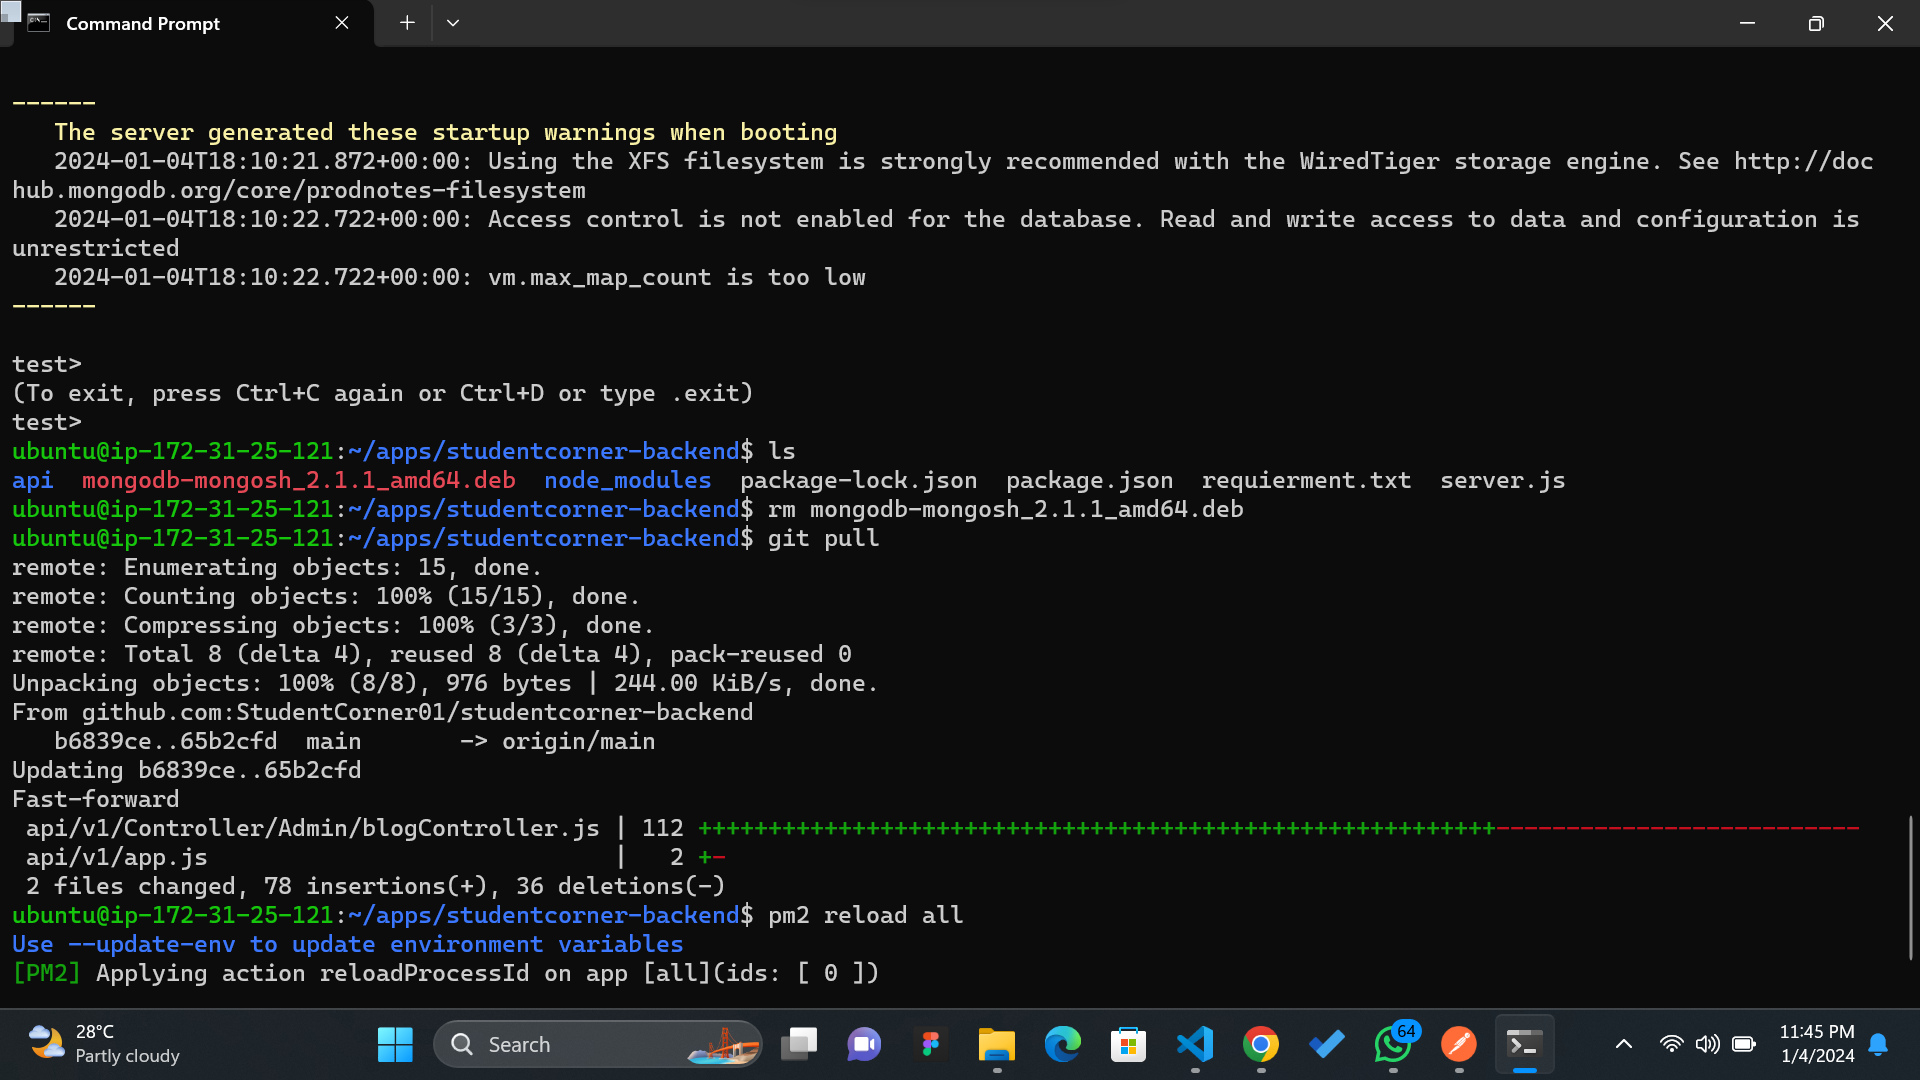 Command Prompt
------
   The server generated these startup warnings when booting
   2024-01-04T18:10:21.872+00:00: Using the XFS filesystem is strongly recommended with the WiredTiger storage engine. See http://doc
hub.mongodb.org/core/prodnotes-filesystem
   2024-01-04T18:10:22.722+00:00: Access control is not enabled for the database. Read and write access to data and configuration is
unrestricted
   2024-01-04T18:10:22.722+00:00: vm.max_map_count is too low
------
test>
(To exit, press Ctrl+C again or Ctrl+D or type .exit)
test>
ubuntu@ip-172-31-25-121:~/apps/studentcorner-backend$ ls
api  mongodb-mongosh_2.1.1_amd64.deb  node_modules  package-lock.json  package.json  requierment.txt  server.js
ubuntu@ip-172-31-25-121:~/apps/studentcorner-backend$ rm mongodb-mongosh_2.1.1_amd64.deb
ubuntu@ip-172-31-25-121:~/apps/studentcorner-backend$ git pull
remote: Enumerating objects: 15, done.
remote: Counting objects: 100% (15/15), done.
remote: Compressing objects: 100% (3/3), done.
remote: Total 8 (delta 4), reused 8 (delta 4), pack-reused 0
Unpacking objects: 100% (8/8), 976 bytes | 244.00 KiB/s, done.
From github.com:StudentCorner01/studentcorner-backend
   b6839ce..65b2cfd  main       -> origin/main
Updating b6839ce..65b2cfd
Fast-forward
 api/v1/Controller/Admin/blogController.js | 112 +++++++++++++++++++++++++++++++++++++++++++++++++++++++++--------------------------
 api/v1/app.js                             |   2 +-
 2 files changed, 78 insertions(+), 36 deletions(-)
ubuntu@ip-172-31-25-121:~/apps/studentcorner-backend$ pm2 reload all
Use --update-env to update environment variables
[PM2] Applying action reloadProcessId on app [all](ids: [ 0 ])
28°C
Partly cloudy
Search
64
11:45 PM
1/4/2024